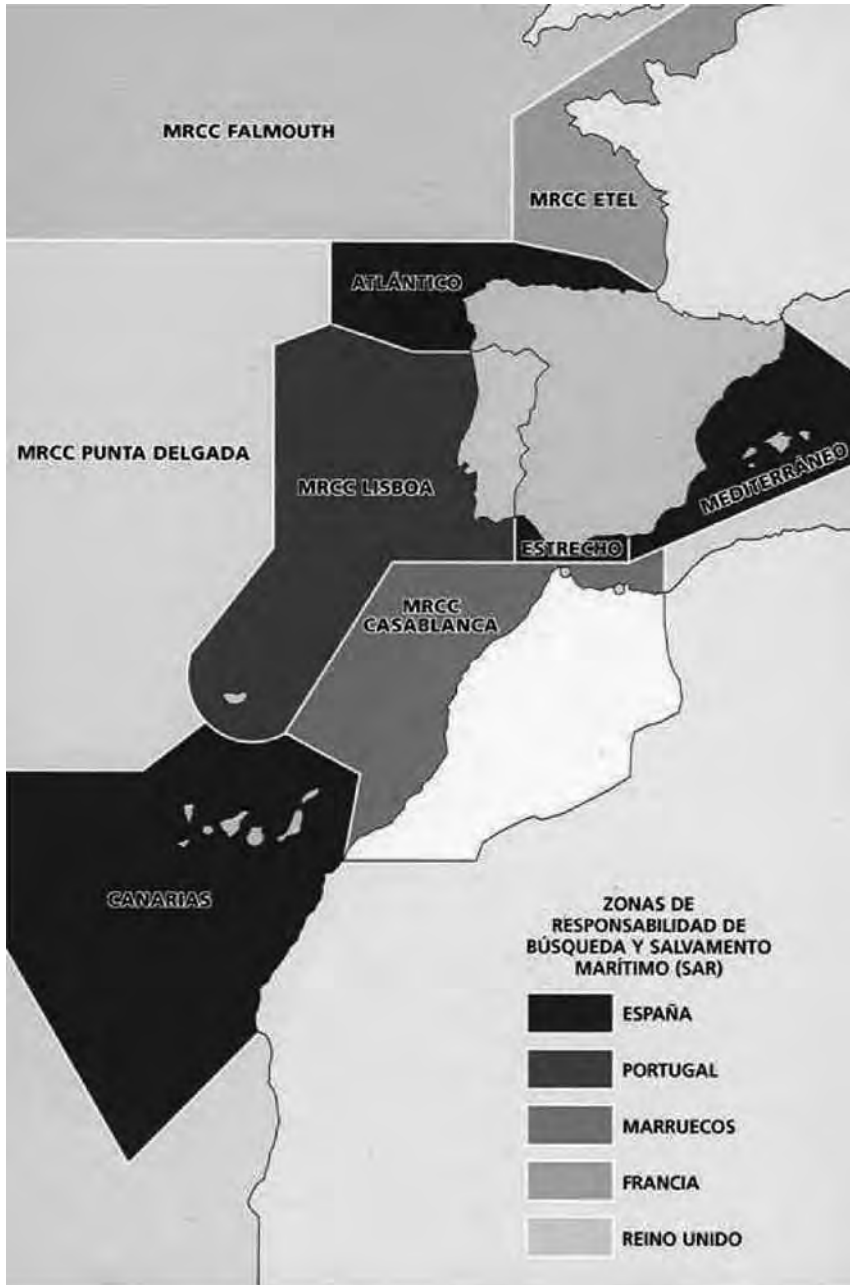 MRCC FALMOUTH
MRCC ETEL
ATLÁNTICO
MRCC PUNTA DELGADA
MRCC LISBOA
MEDITERRÁNEO
ESTRECHO
MRCC
CASABLANCA
CANARIAS
ZONAS DE
RESPONSABILIDAD DE
BÚSQUEDA Y SALVAMENTO
MARÍTIMO (SAR)
ESPAÑA
PORTUGAL
MARRUECOS
FRANCIA
REINO UNIDO